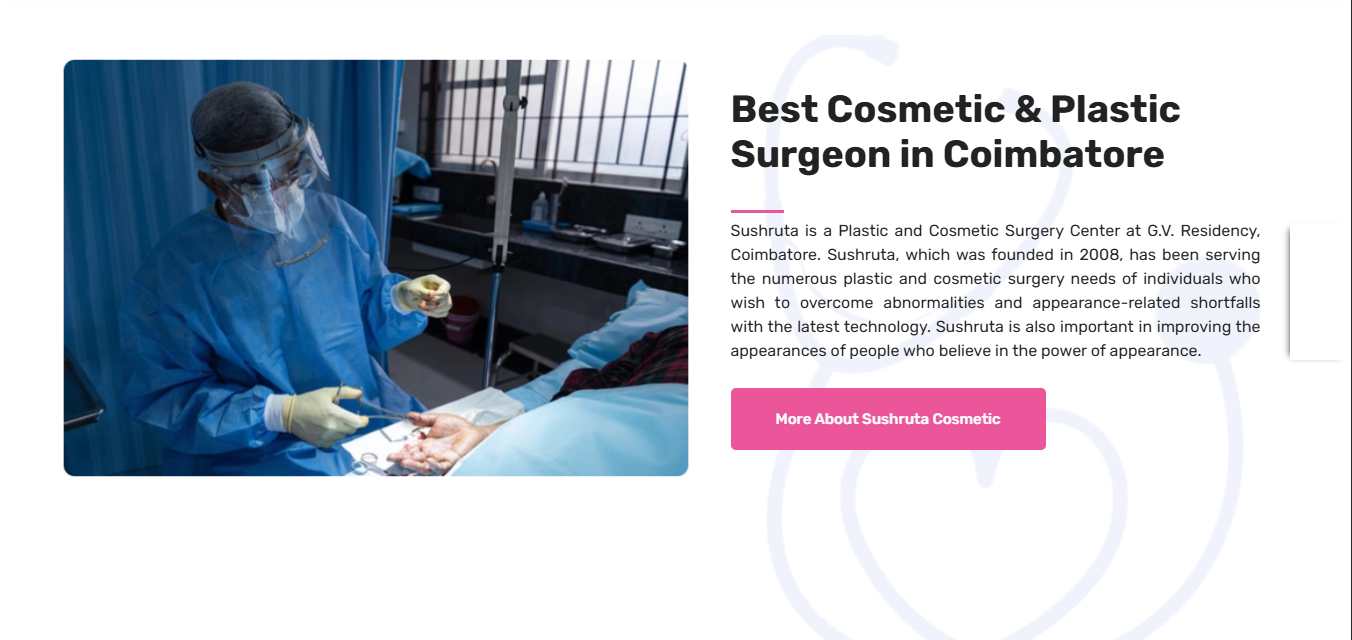 Best Cosmetic & Plastic
Surgeon in Coimbatore
Sushruta is a Plastic and Cosmetic Surgery Center at G.V. Residency,
Coimbatore. Sushruta, which was founded in 2008, has been serving
the numerous plastic and cosmetic surgery needs of individuals who
wish to overcome abnormalities and appearance-related shortfalls
with the latest technology. Sushruta is also important in improving the
appearances of people who believe in the power of appearance.
More About Sushruta Cosmetic